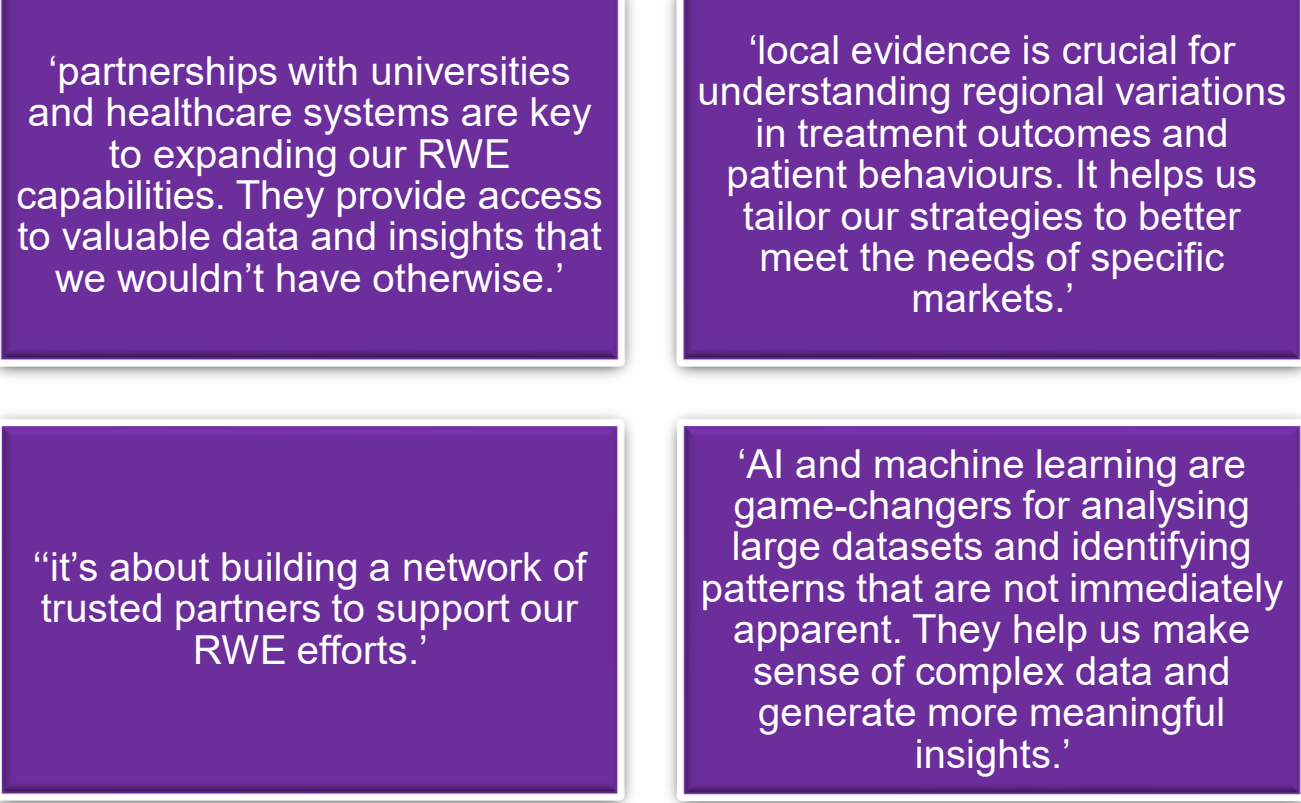 ‘partnerships with universities
and healthcare systems are key
to expanding our RWE
capabilities. They provide access
to valuable data and insights that
we wouldn’t have otherwise.’
‘local evidence is crucial for
understanding regional variations
in treatment outcomes and
patient behaviours. It helps us
tailor our strategies to better
meet the needs of specific
markets.’
‘‘it’s about building a network of
trusted partners to support our
RWE efforts.’
‘AI and machine learning are
game-changers for analysing
large datasets and identifying
patterns that are not immediately
apparent. They help us make
sense of complex data and
generate more meaningful
insights.’